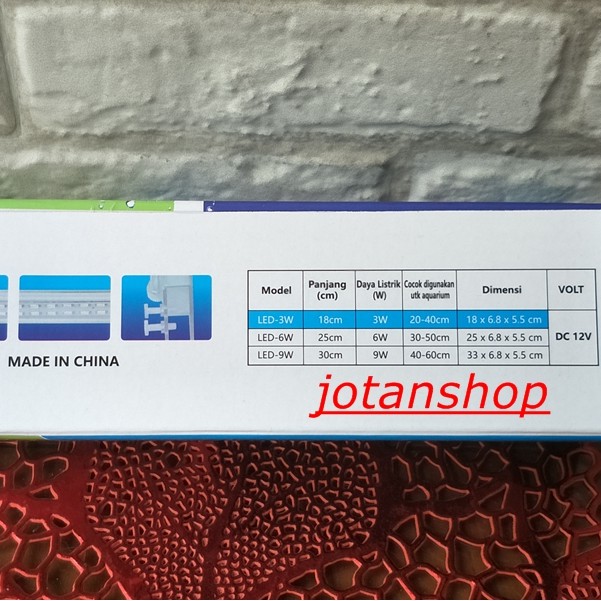 Model Panjang (cm) Daya Listrik (W) Cocok digunakan utk aquarium Dimensi VOLT
LED-3W 18cm 3W 20-40cm 18 x 6.8 x 5.5 cm
LED-6W 25cm 6W 30-50cm 25 x 6.8 x 5.5 cm DC 12V
LED-9W 30cm 9W 40-60cm 33 x 6.8 x 5.5 cm
MADE IN CHINA
jotanshop